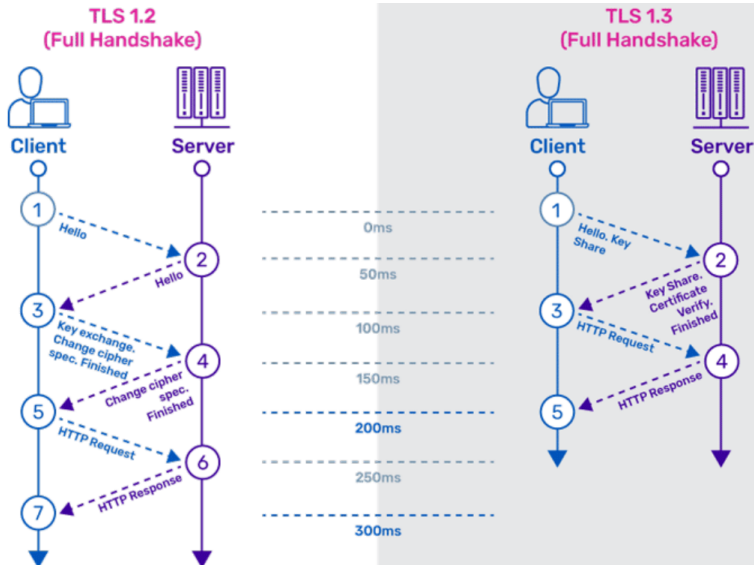 TLS 1.2
(Full Handshake)
Client
Server
1
Hello
2
Hello
3
Key exchange.
Change cipher
spec. Finished
4
Change cipher
spec.
Finished
5
HTTP Request
6
HTTP Response
7
0ms
50ms
100ms
150ms
200ms
250ms
300ms
TLS 1.3
(Full Handshake)
Client
Server
1
Hello. Key
Share
2
Key Share.
Certificate
Verify.
Finished
3
HTTP Request
4
HTTP Response
5